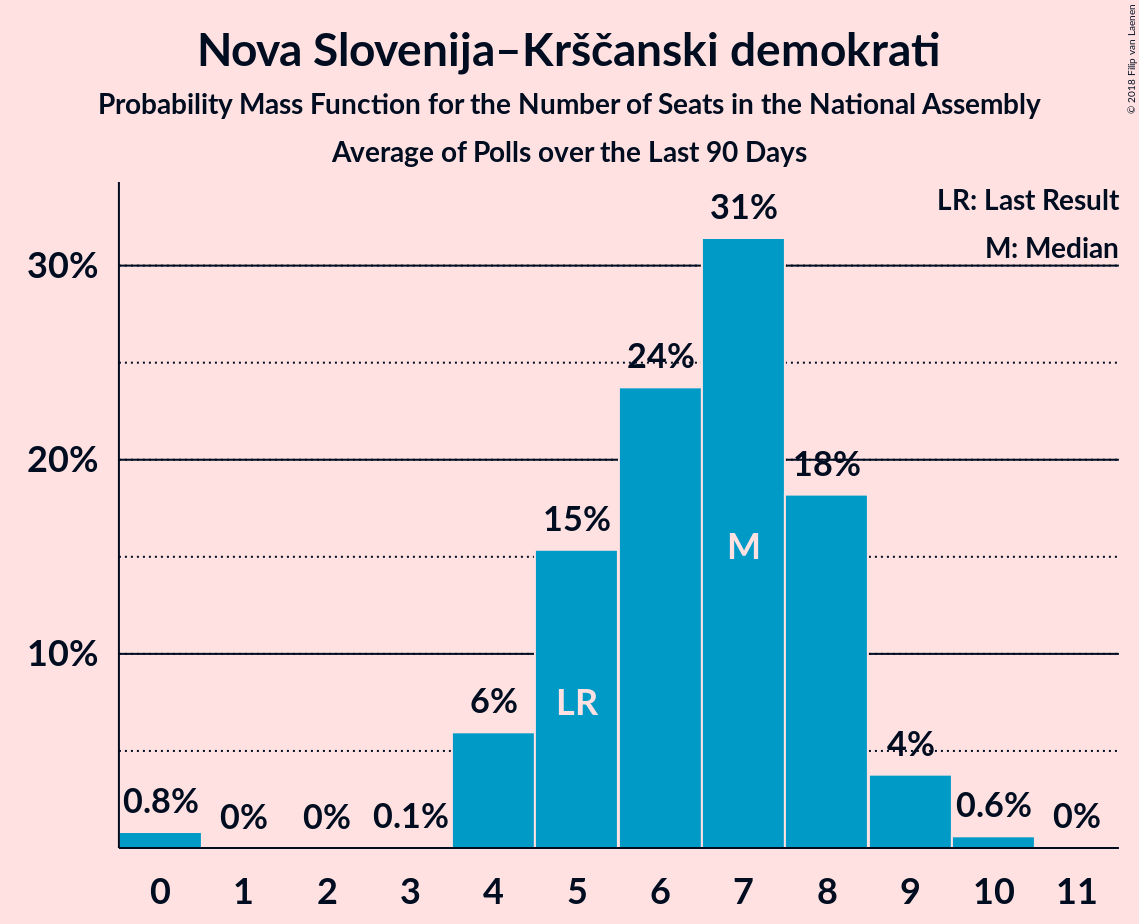 Nova Slovenija–Krščanski demokrati
Probability Mass Function for the Number of Seats in the National Assembly
Average of Polls over the Last 90 Days
© 2018 Filip van Laenen
LR: Last Result
M: Median
30%
20%
10%
0.8%
0%
0%
0.1%
6%
15%
24%
31%
18%
4%
0.6%
0%
LR
M
0 1 2 3 4 5 6 7 8 9 10 11